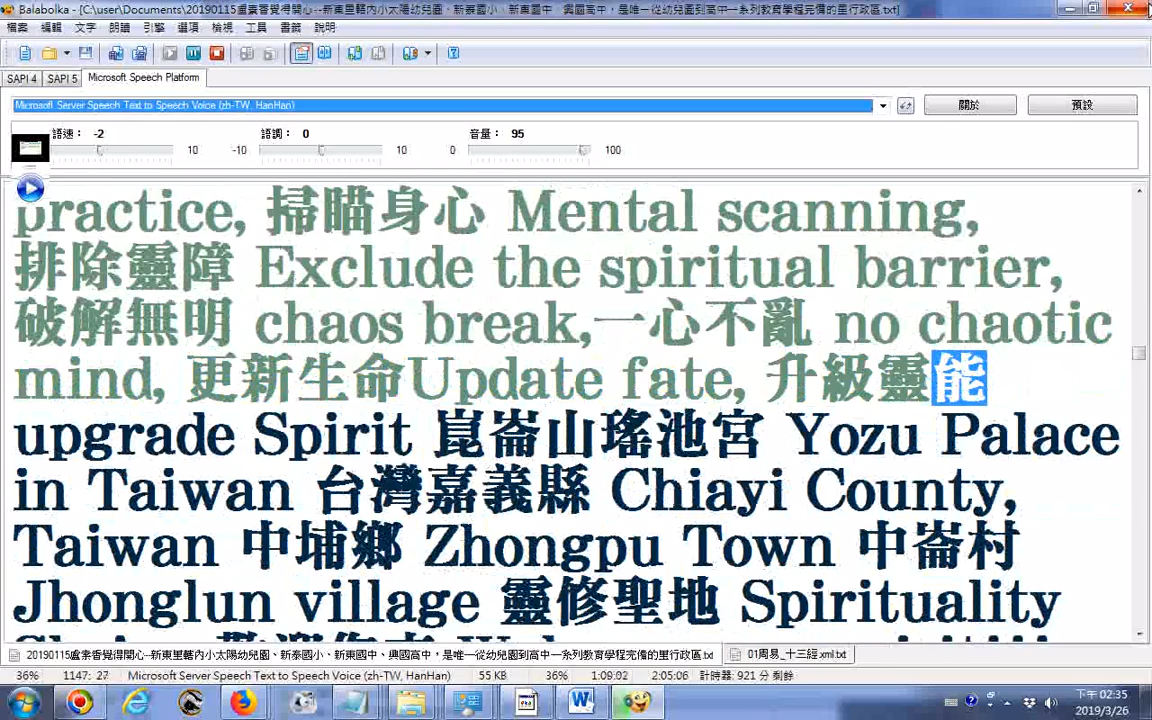 Balabolka - [C:\user\Documents\20190115盧素香覺得開心--新東里轄內小太陽幼兒園、新泰國小、新東國中、興國高中，是唯一從幼兒園到高中一系列教育學程完備的里行政區.txt]
檔案 編輯 文字 朗讀 引擎 選項 檢視 工具 書籤 說明
SAPI 4 SAPI 5 Microsoft Speech Platform
Microsoft Server Speech Text to Speech Voice (zh-TW, HanHan)
關於 預設
語速： -2 語調： 0 音量： 95
10 -10 10 0 100
practice, 掃瞄身心 Mental scanning,
排除靈障 Exclude the spiritual barrier,
破解無明 chaos break,一心不亂 no chaotic
mind, 更新生命Update fate, 升級靈能
upgrade Spirit 崑崙山瑤池宮 Yozu Palace
in Taiwan 台灣嘉義縣 Chiayi County,
Taiwan 中埔鄉 Zhongpu Town 中崙村
Jhonglun village 靈修聖地 Spirituality
20190115盧素香覺得開心--新東里轄內小太陽幼兒園、新泰國小、新東國中、興國高中，是唯一從幼兒園到高中一系列教育學程完備的里行政區.txt 01周易_十三經.xml.txt
36% 1147: 27 Microsoft Server Speech Text to Speech Voice (zh-TW, HanHan) 55 KB 36% 1:09:02 2:05:06 計時器: 921 分 剩餘
下午 02:35
2019/3/26